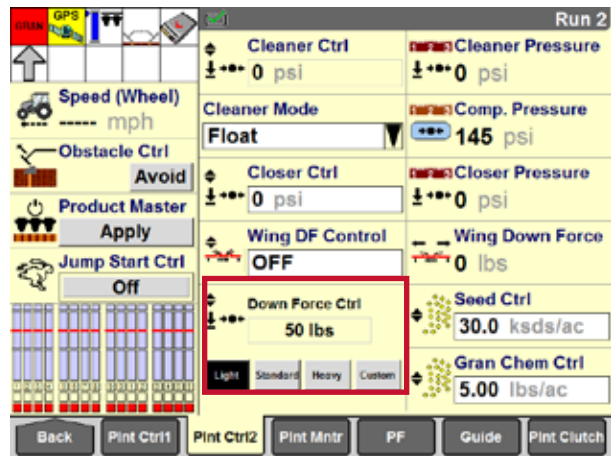 GPS
Run 2
Speed (Wheel)
----- mph
Obstacle Ctrl
Avoid
Product Master
Apply
Jump Start Ctrl
Off
Cleaner Ctrl
0 psi
Cleaner Mode
Float
Closer Ctrl
0 psi
Wing DF Control
OFF
Down Force Ctrl
50 lbs
Light Standard Heavy Custom
Cleaner Pressure
0 psi
Comp. Pressure
145 psi
Closer Pressure
0 psi
Wing Down Force
0 lbs
Seed Ctrl
30.0 ksds/ac
Gran Chem Ctrl
5.00 lbs/ac
Back Plnt Ctrl1 Plnt Ctrl2 Plnt Mntr PF Guide Plnt Clutch